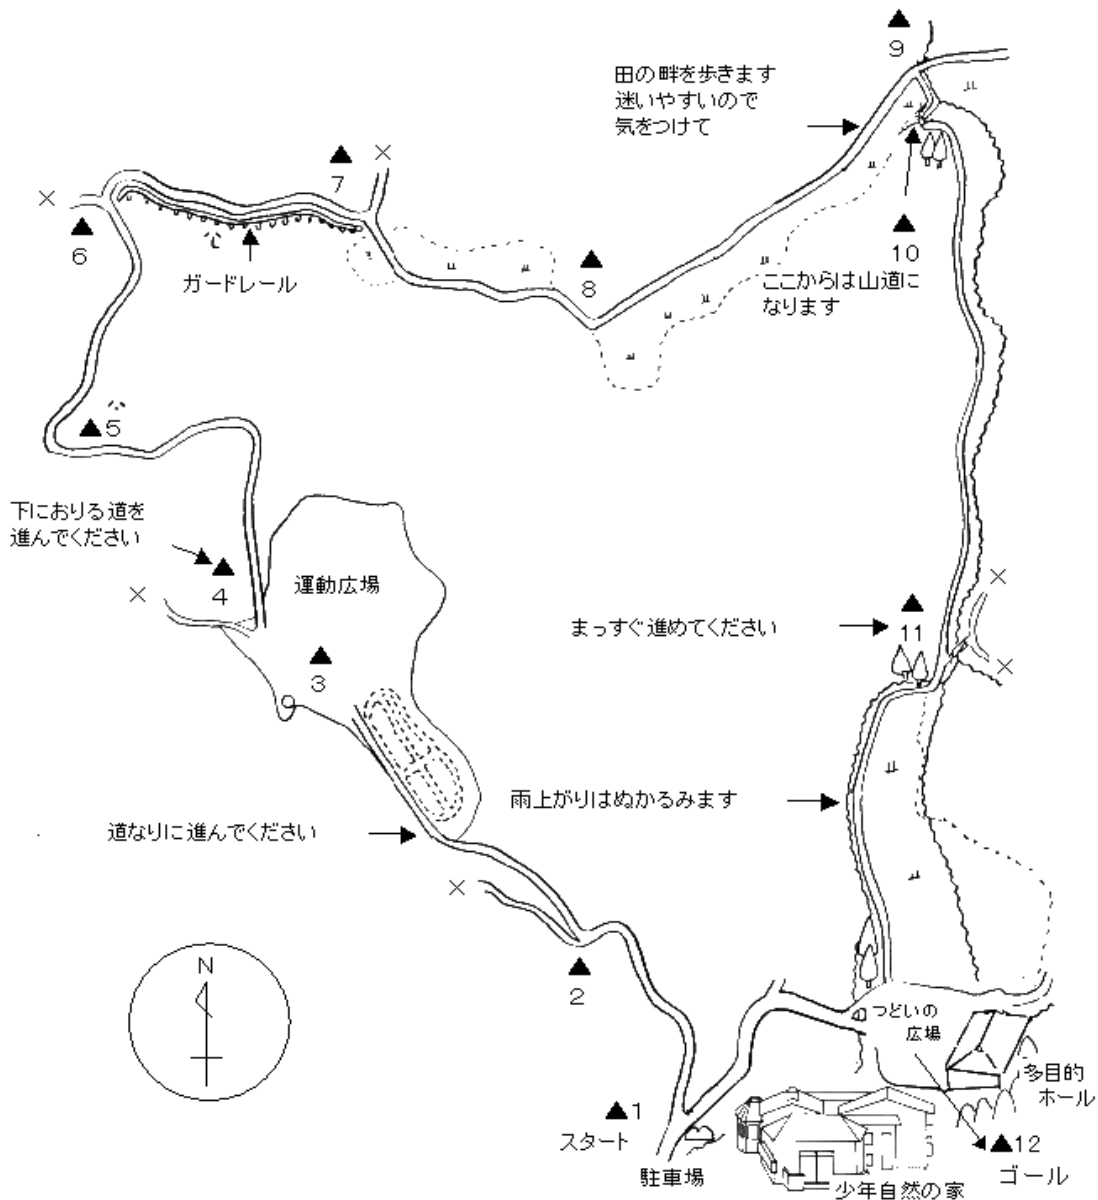 9
田の畔を歩きます
迷いやすいので
気をつけて
7
6
ガードレール
8
10
ここからは山道に
なります
5
下におりる道を
進んでください
4
運動広場
3
まっすぐ進めてください
11
雨上がりはぬかるみます
道なりに進んでください
N
2
つどいの
広場
多目的
ホール
1
スタート
駐車場
少年自然の家
12
ゴール